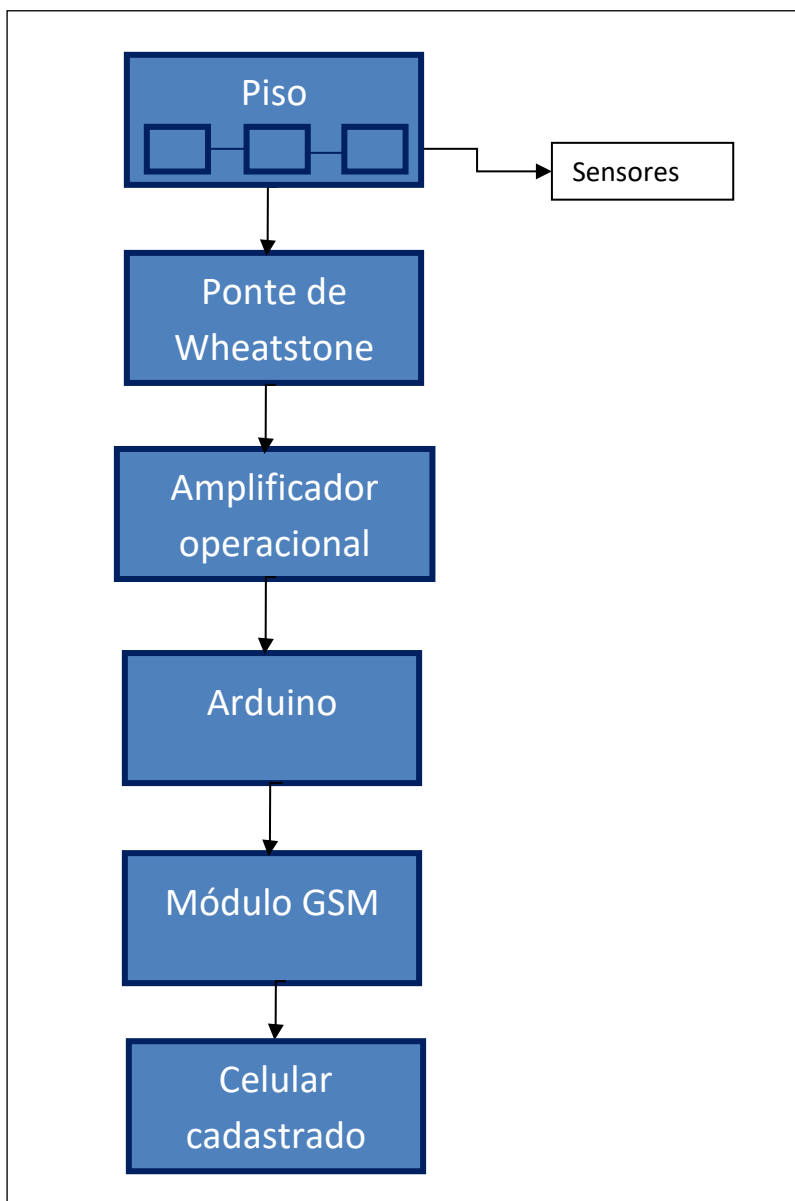 Piso
Sensores
Ponte de
Wheatstone
Amplificador
operacional
Arduino
Módulo GSM
Celular
cadastrado